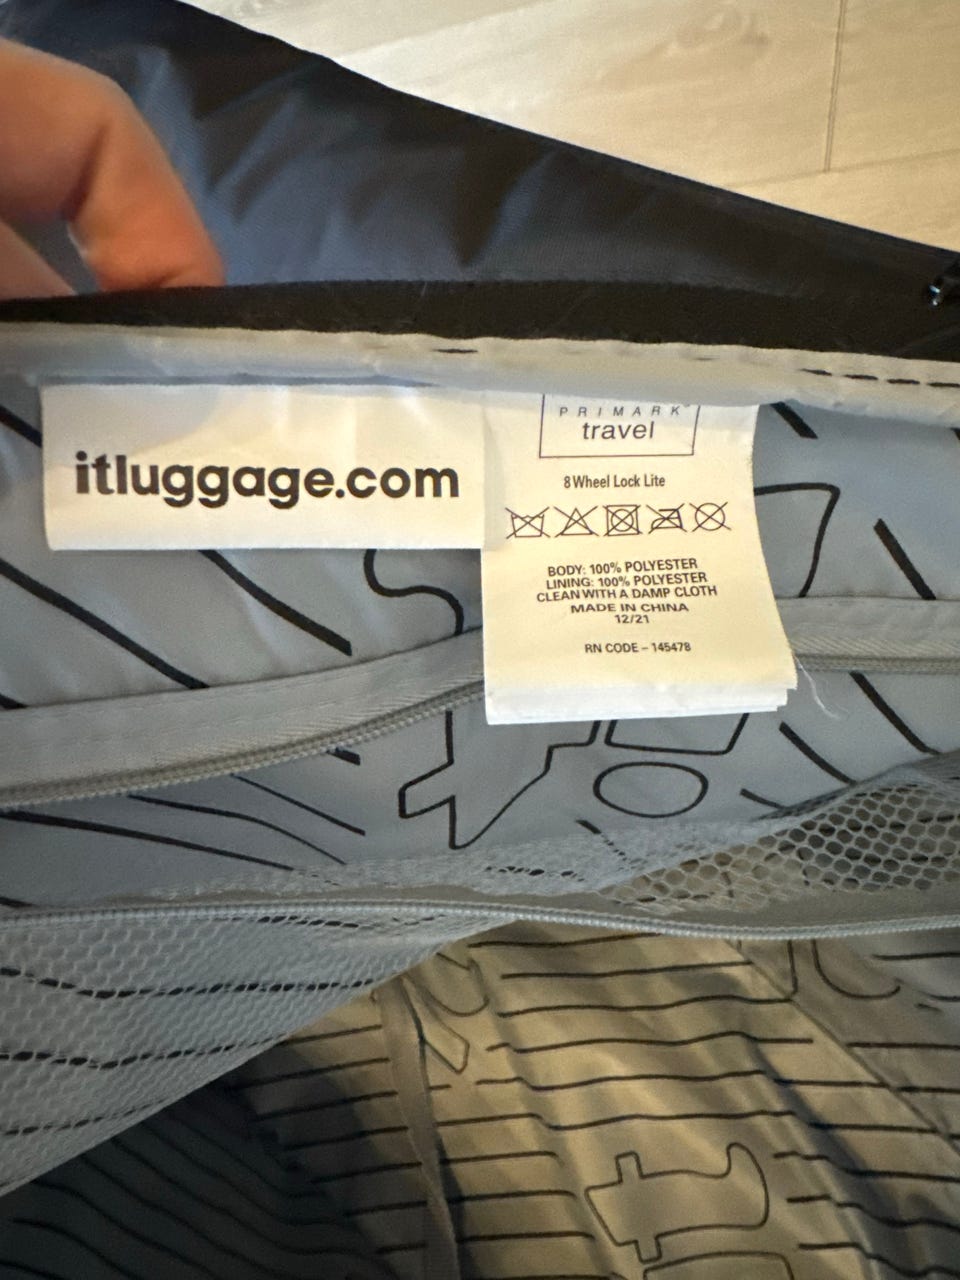 itluggage.com
PRIMARK®
travel
8 Wheel Lock Lite
BODY: 100% POLYESTER
LINING: 100% POLYESTER
CLEAN WITH A DAMP CLOTH
MADE IN CHINA
12/21
RN CODE – 145478
it